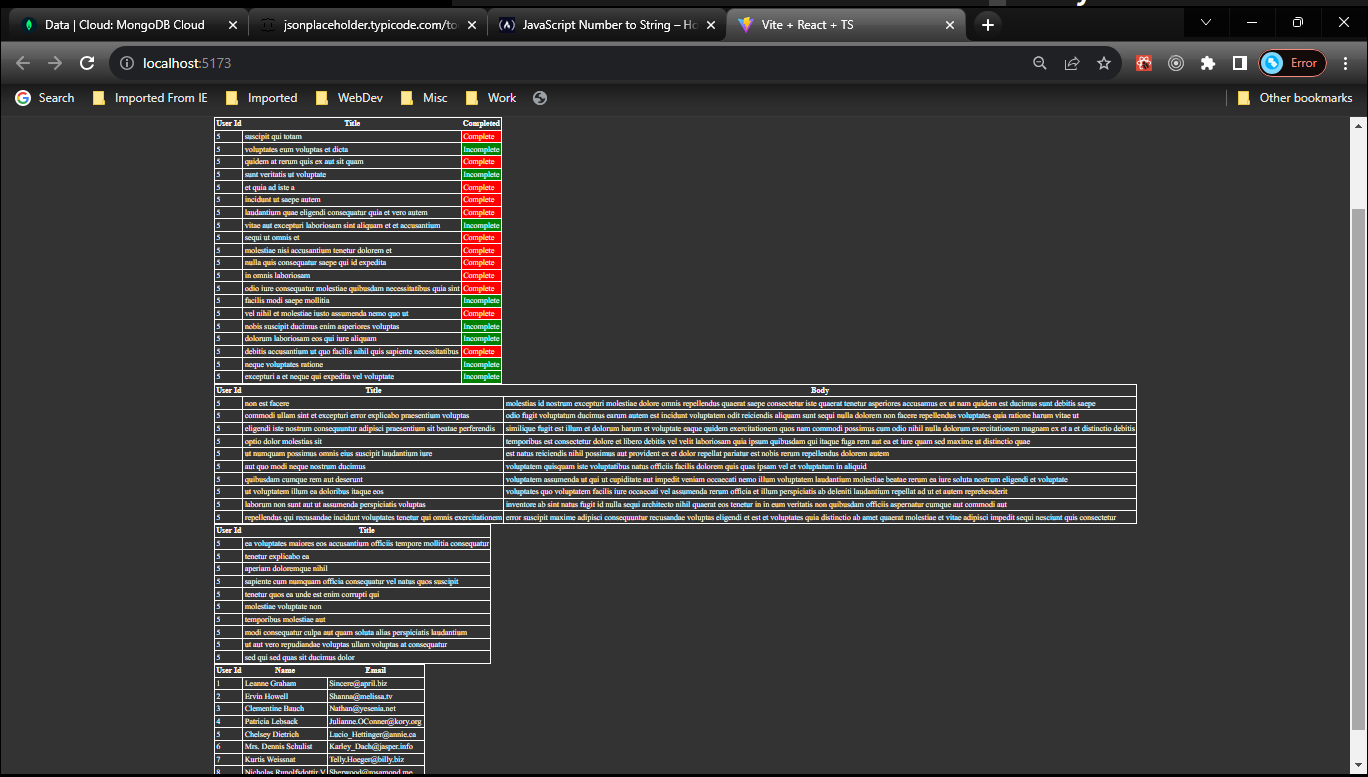 Data | Cloud: MongoDB Cloud
jsonplaceholder.typicode.com/to
JavaScript Number to String – Ho
Vite + React + TS
localhost:5173
Error
Search Imported From IE Imported WebDev Misc Work Other bookmarks
User Id Title Completed
5 suscipit qui totam Complete
5 voluptates eum voluptas et dicta Incomplete
5 quidem at rerum quis ex aut sit quam Complete
5 sunt veritatis ut voluptate Incomplete
5 et quia ad iste a Complete
5 incidunt ut saepe autem Complete
5 laudantium quae eligendi consequatur quia et vero autem Complete
5 vitae aut excepturi laboriosam sint aliquam et et accusantium Incomplete
5 sequi ut omnis et Complete
5 molestiae nisi accusantium tenetur dolorem et Complete
5 nulla quis consequatur saepe qui id expedita Complete
5 in omnis laboriosam Complete
5 odio iure consequatur molestiae quibusdam necessitatibus quia sint Complete
5 facilis modi saepe mollitia Incomplete
5 vel nihil et molestiae iusto assumenda nemo quo ut Complete
5 nobis suscipit ducimus enim asperiores voluptas Incomplete
5 dolorum laboriosam eos qui iure aliquam Incomplete
5 debitis accusantium ut quo facilis nihil quis sapiente necessitatibus Complete
5 neque voluptates ratione Incomplete
5 excepturi a et neque qui expedita vel voluptate Incomplete
User Id Title Body
5 non est facere molestias id nostrum excepturi molestiae dolore omnis repellendus quaerat saepe consectetur iste quaerat tenetur asperiores accusamus ex ut nam quidem est ducimus sunt debitis saepe
5 commodi ullam sint et excepturi error explicabo praesentium voluptas odio fugit voluptatum ducimus earum autem est incidunt voluptatem odit reiciendis aliquam sunt sequi nulla dolorem non facere repellendus voluptates quia ratione harum vitae ut
5 eligendi iste nostrum consequuntur adipisci praesentium sit beatae perferendis similique fugit est illum et dolorum harum et voluptate eaque quidem exercitationem quos nam commodi possimus cum odio nihil nulla dolorum exercitationem magnam ex et a et distinctio debitis
5 optio dolor molestias sit temporibus est consectetur dolore et libero debitis vel velit laboriosam quia ipsum quibusdam qui itaque fuga rem aut ea et iure quam sed maxime ut distinctio quae
5 ut numquam possimus omnis eius suscipit laudantium iure est natus reiciendis nihil possimus aut provident ex et dolor repellat pariatur est nobis rerum repellendus dolorem autem
5 aut quo modi neque nostrum ducimus voluptatem quisquam iste voluptatibus natus officiis facilis dolorem quis quas ipsam vel et voluptatum in aliquid
5 quibusdam cumque rem aut deserunt voluptatem assumenda ut qui ut cupiditate aut impedit veniam occaecati nemo illum voluptatem laudantium molestiae beatae rerum ea iure soluta nostrum eligendi et voluptate
5 ut voluptatem illum ea doloribus itaque eos voluptates quo voluptatem facilis iure occaecati vel assumenda rerum officia et illum perspiciatis ab deleniti laudantium repellat ad ut et autem reprehenderit
5 laborum non sunt aut ut assumenda perspiciatis voluptas inventore ab sint natus fugit id nulla sequi architecto nihil quaerat eos tenetur in in eum veritatis non quibusdam officiis aspernatur cumque aut commodi aut
5 repellendus qui recusandae incidunt voluptates tenetur qui omnis exercitationem error suscipit maxime adipisci consequuntur recusandae voluptas eligendi et est et voluptates quia distinctio ab amet quaerat molestiae et vitae adipisci impedit sequi nesciunt quis consectetur
User Id Title
5 ea voluptates maiores eos accusantium officiis tempore mollitia consequatur
5 tenetur explicabo ea
5 aperiam doloremque nihil
5 sapiente cum numquam officia consequatur vel natus quos suscipit
5 tenetur quos ea unde est enim corrupti qui
5 molestiae voluptate non
5 temporibus molestiae aut
5 modi consequatur culpa aut quam soluta alias perspiciatis laudantium
5 ut aut vero repudiandae voluptas ullam voluptas at consequatur
5 sed qui sed quas sit ducimus dolor
User Id Name Email
1 Leanne Graham Sincere@april.biz
2 Ervin Howell Shanna@melissa.tv
3 Clementine Bauch Nathan@yesenia.net
4 Patricia Lebsack Julianne.OConner@kory.org
5 Chelsey Dietrich Lucio_Hettinger@annie.ca
6 Mrs. Dennis Schulist Karley_Dach@jasper.info
7 Kurtis Weissnat Telly.Hoeger@billy.biz
8 Nicholas Runolfsdottir V Sherwood@rosamond.me